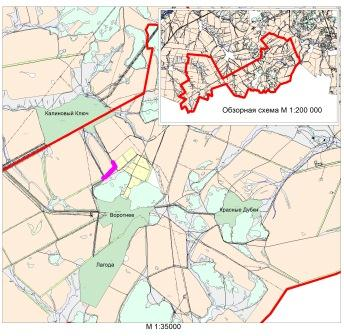 Обзорная схема М 1:200 000
Калиновый Ключ
Воротнее
Красные Дубки
Лагода
М 1:35000